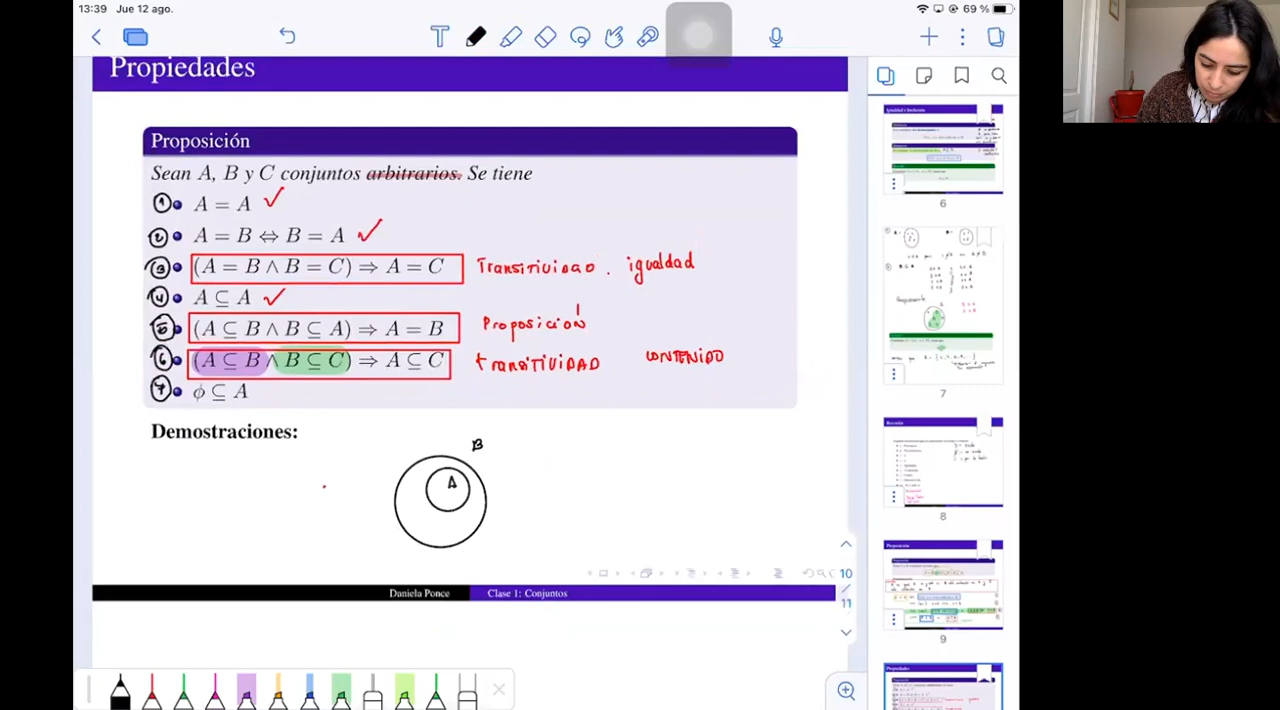 13:39 Jue 12 ago.
69 %
Propiedades
Proposición
Sean A, B y C conjuntos arbitrarios. Se tiene
1 A = A ✓
2 A = B ⇔ B = A ✓
3 (A = B ∧ B = C) ⇒ A = C Transitividad. igualdad
4 A ⊆ A ✓
5 (A ⊆ B ∧ B ⊆ A) ⇒ A = B Proposición
6 (A ⊆ B ∧ B ⊆ C) ⇒ A ⊆ C transitividad CONTENIDO
7 ϕ ⊆ A
Demostraciones:
B
A
10
11
Daniela Ponce Clase 1: Conjuntos
6
7
8
9